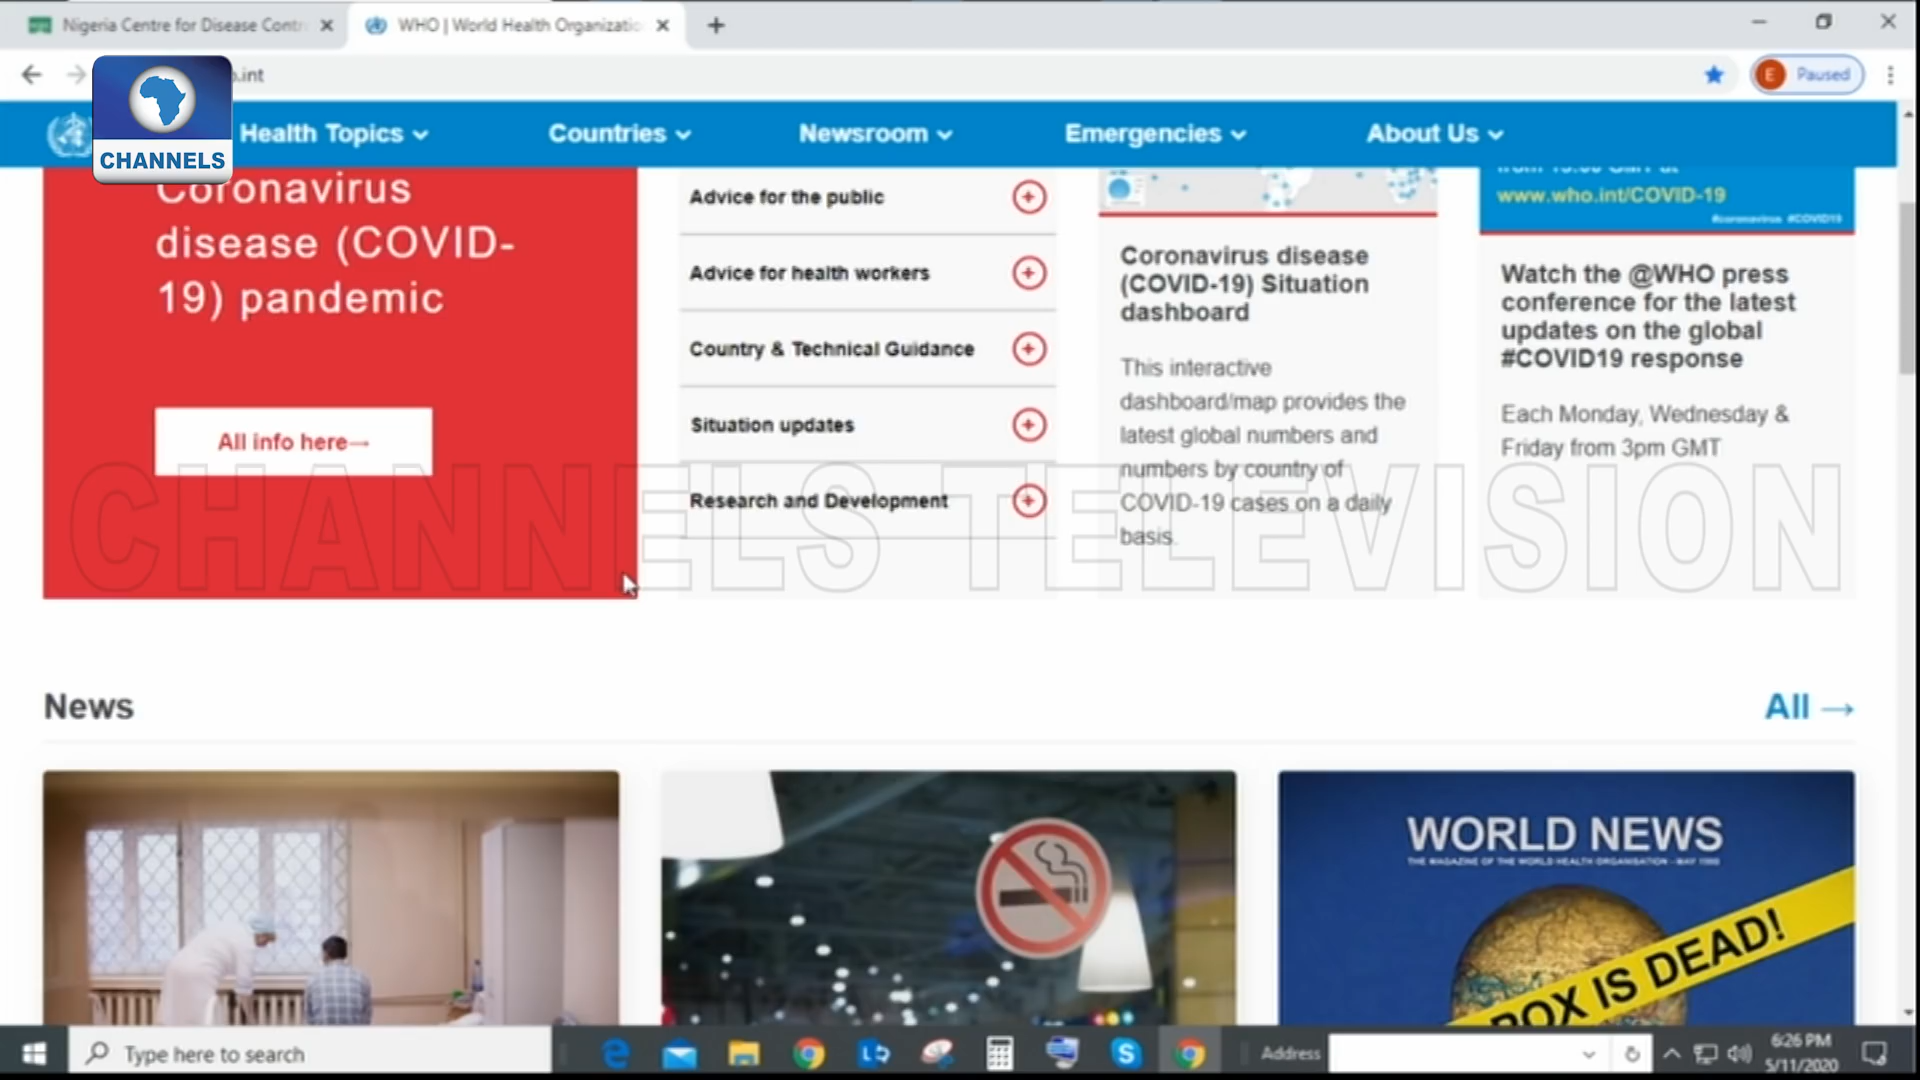 Nigeria Centre for Disease Contr
WHO | World Health Organizatio
.int
E
Paused
CHANNELS
Health Topics
Countries
Newsroom
Emergencies
About Us
Coronavirus
disease (COVID-
19) pandemic
All info here→
Advice for the public
Advice for health workers
Country & Technical Guidance
Situation updates
Research and Development
Coronavirus disease
(COVID-19) Situation
dashboard
This interactive
dashboard/map provides the
latest global numbers and
numbers by country of
COVID-19 cases on a daily
basis.
www.who.int/COVID-19
#coronavirus #COVID19
Watch the @WHO press
conference for the latest
updates on the global
#COVID19 response
Each Monday, Wednesday &
Friday from 3pm GMT
CHANNELS TELEVISION
News
All →
WORLD NEWS
THE MAGAZINE OF THE WORLD HEALTH ORGANISATION - MAY 1980
POX IS DEAD!
Type here to search
Address
6:26 PM
5/11/2020